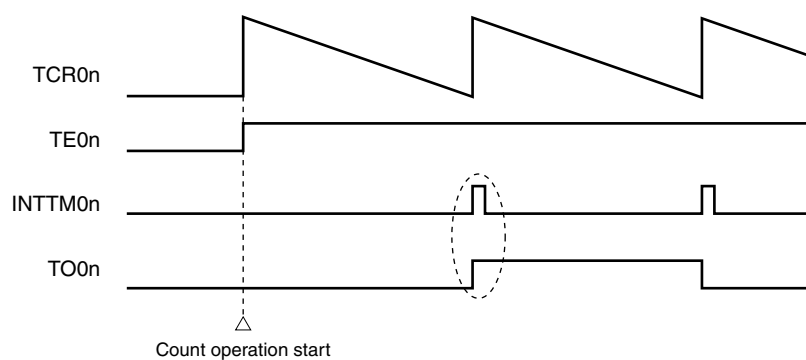 TCR0n
TE0n
INTTM0n
TO0n
Count operation start